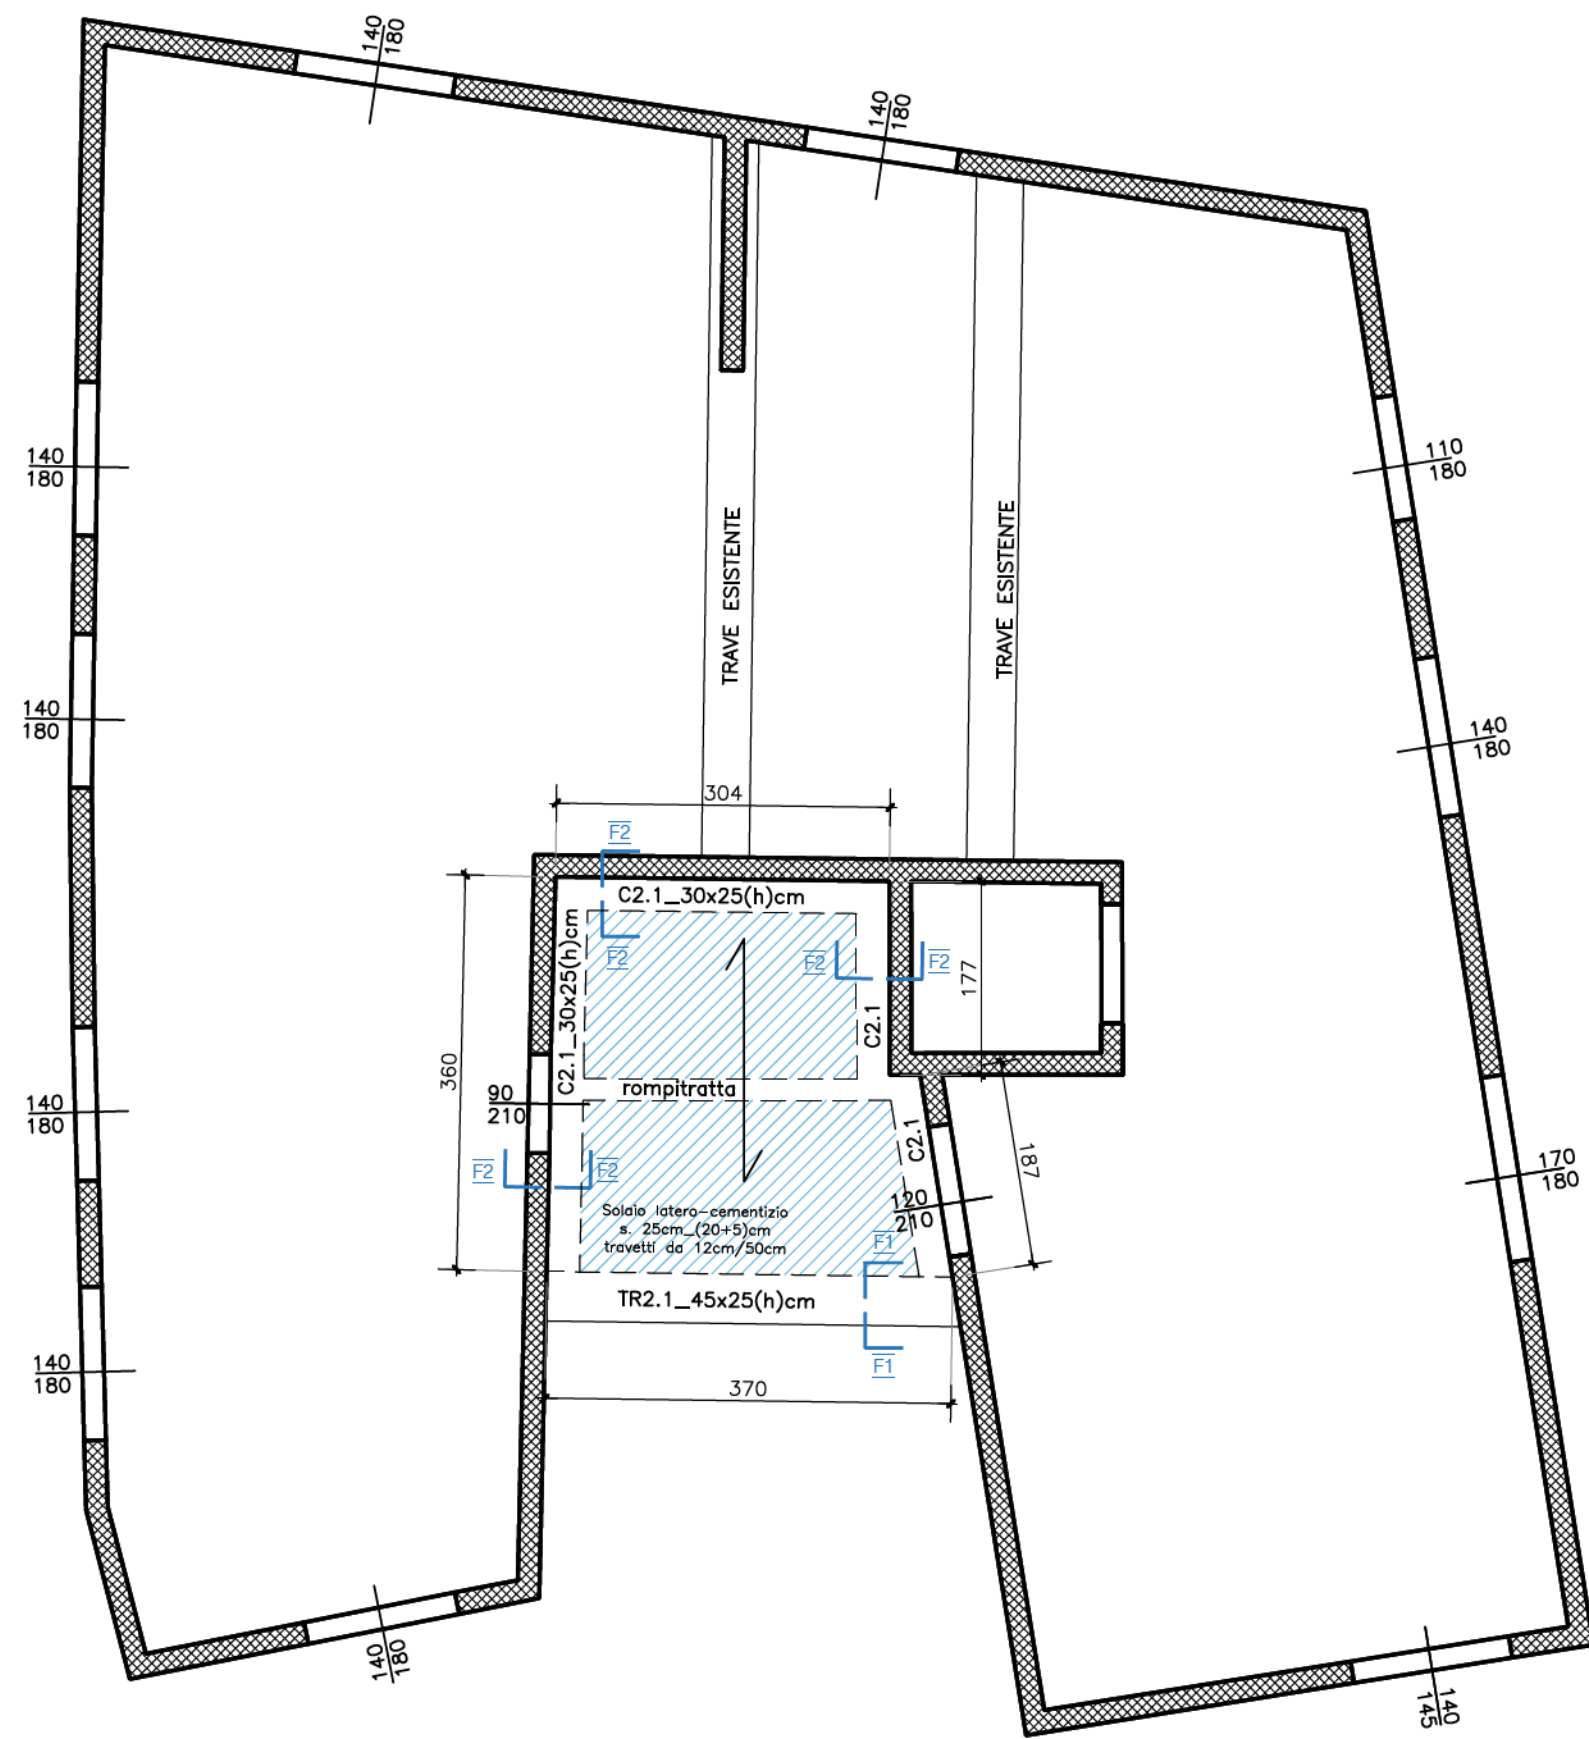 140
180
140
180
110
180
140
180
TRAVE ESISTENTE
TRAVE ESISTENTE
140
180
140
180
304
F2
C2.1_30x25(h)cm
C2.1_30x25(h)cm
F2
F2
F2
177
C2.1
360
rompitratta
90
210
140
180
C2.1
187
170
180
F2
F2
120
210
Solaio latero-cementizio
s. 25cm_(20+5)cm
travetti da 12cm/50cm
F1
TR2.1_45x25(h)cm
F1
140
180
370
140
180
140
145